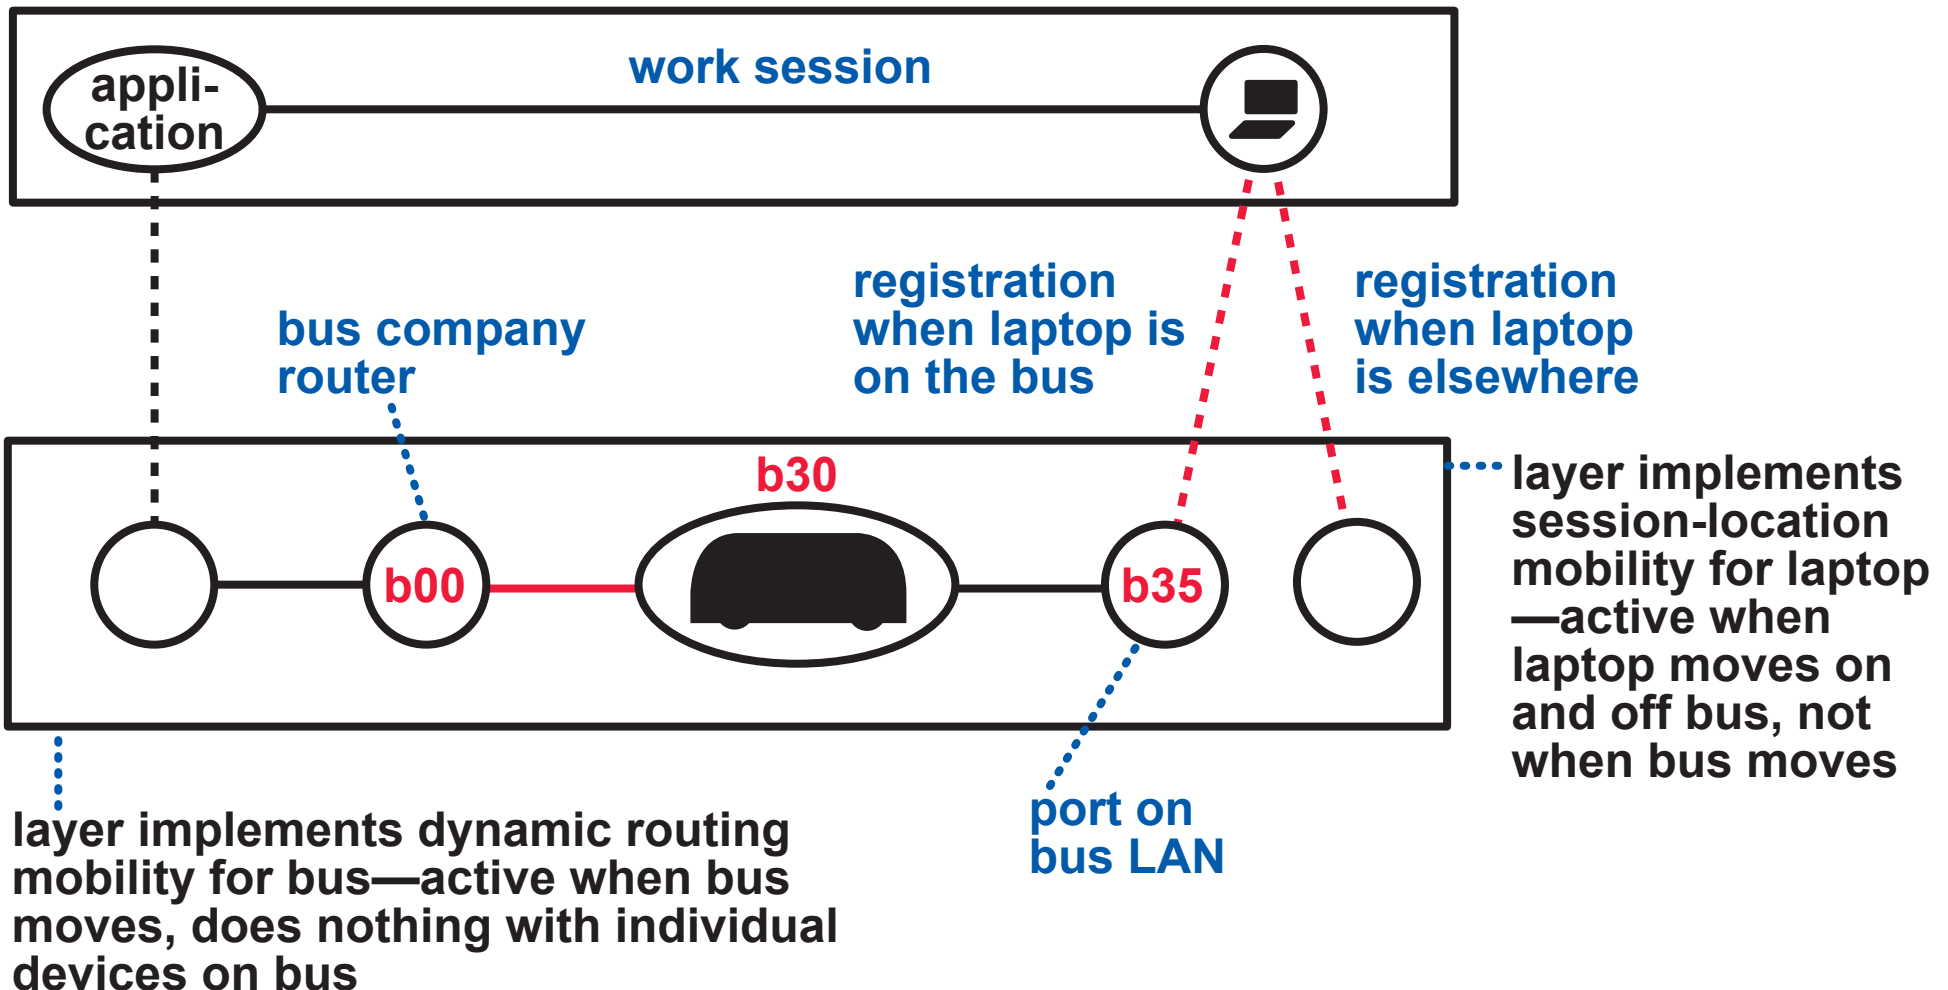 appli-
cation
work session
registration
when laptop is
on the bus
registration
when laptop
is elsewhere
bus company
router
b30
b00
b35
layer implements
session-location
mobility for laptop
—active when
laptop moves on
and off bus, not
when bus moves
port on
bus LAN
layer implements dynamic routing
mobility for bus—active when bus
moves, does nothing with individual
devices on bus